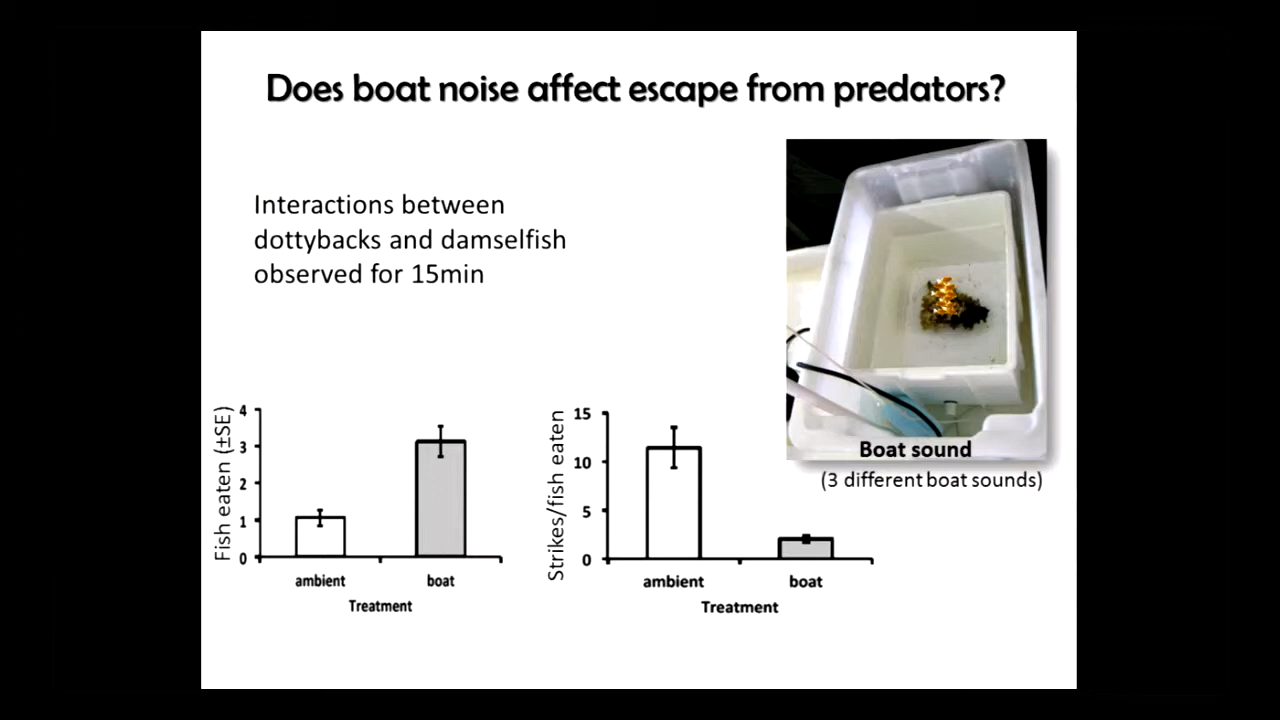 Does boat noise affect escape from predators?
Interactions between
dottybacks and damselfish
observed for 15min
Boat sound
(3 different boat sounds)
Fish eaten (±SE)
4
3
2
1
0
ambient
boat
Treatment
Strikes/fish eaten
15
10
5
0
ambient
boat
Treatment